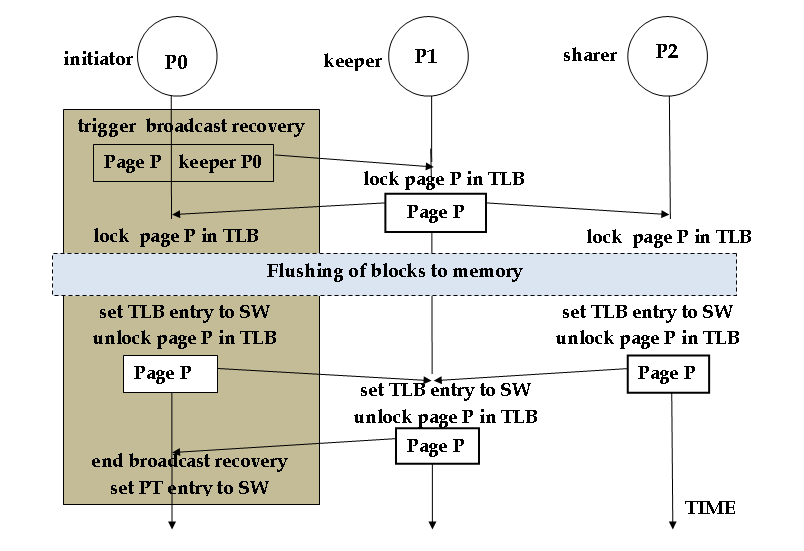 initiator
P0
keeper
P1
sharer
P2
trigger broadcast recovery
Page P
keeper P0
lock page P in TLB
Page P
lock page P in TLB
lock page P in TLB
Flushing of blocks to memory
set TLB entry to SW
unlock page P in TLB
Page P
set TLB entry to SW
unlock page P in TLB
Page P
set TLB entry to SW
unlock page P in TLB
Page P
end broadcast recovery
set PT entry to SW
TIME